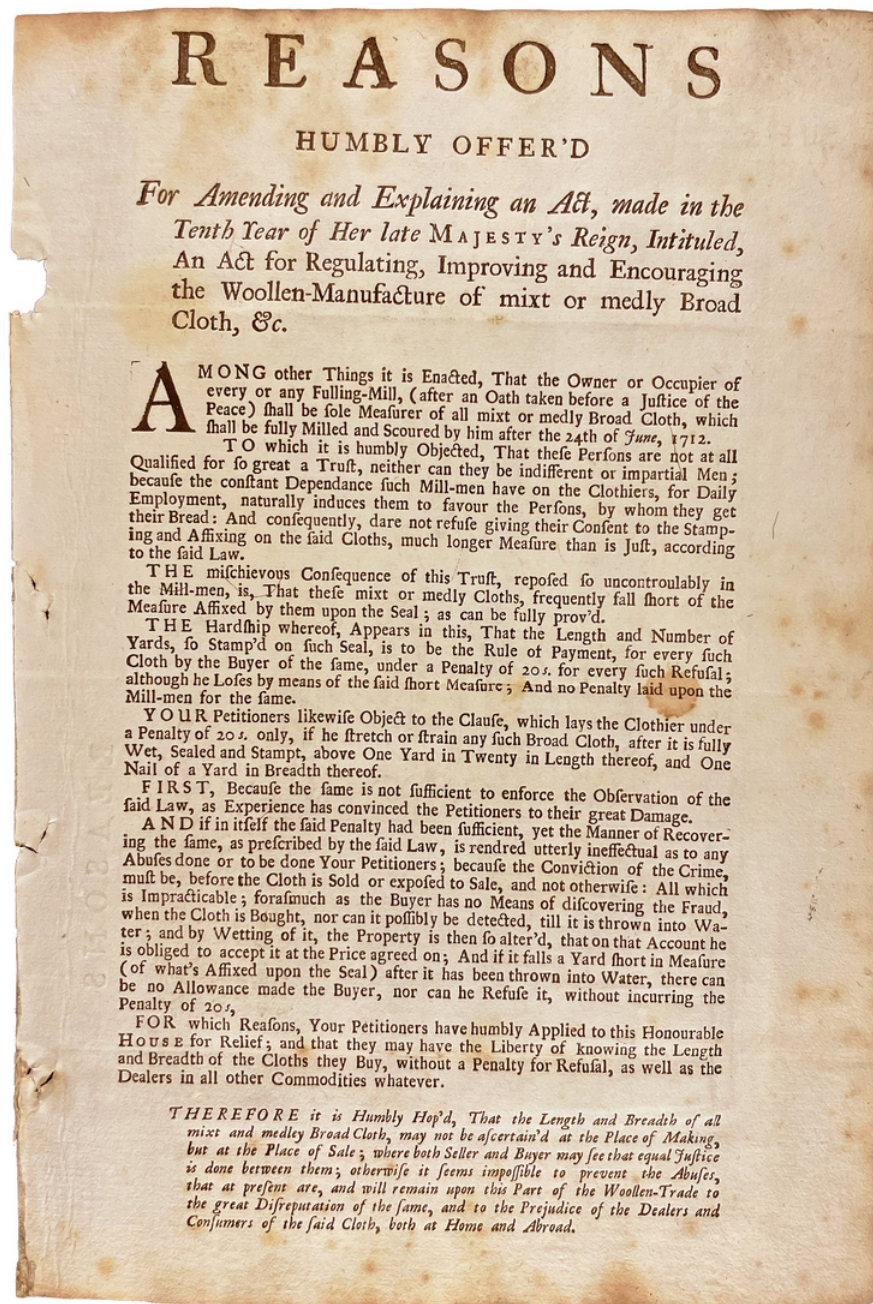 REASONS
HUMBLY OFFER'D
For Amending and Explaining an Act, made in the
Tenth Year of Her late MAJESTY's Reign, Intituled,
An Act for Regulating, Improving and Encouraging
the Woollen-Manufacture of mixt or medly Broad
Cloth, &c.
AMONG other Things it is Enacted, That the Owner or Occupier of
every or any Fulling-Mill, (after an Oath taken before a Juſtice of the
Peace) ſhall be ſole Meaſurer of all mixt or medly Broad Cloth, which
ſhall be fully Milled and Scoured by him after the 24th of June, 1712.
TO which it is humbly Objected, That theſe Perſons are not at all
Qualified for ſo great a Truſt, neither can they be indifferent or impartial Men;
becauſe the conſtant Dependance ſuch Mill-men have on the Clothiers, for Daily
Employment, naturally induces them to favour the Perſons, by whom they get
their Bread: And conſequently, dare not refuſe giving their Conſent to the Stamp-
ing and Affixing on the ſaid Cloths, much longer Meaſure than is Juſt, according
to the ſaid Law.
THE miſchievous Conſequence of this Truſt, repoſed ſo uncontroulably in
the Mill-men, is, That theſe mixt or medly Cloths, frequently fall ſhort of the
Meaſure Affixed by them upon the Seal; as can be fully prov'd.
THE Hardſhip whereof, Appears in this, That the Length and Number of
Yards, ſo Stamp'd on ſuch Seal, is to be the Rule of Payment, for every ſuch
Cloth by the Buyer of the ſame, under a Penalty of 20s. for every ſuch Refuſal;
although he Loſes by means of the ſaid ſhort Meaſure; And no Penalty laid upon the
Mill-men for the ſame.
YOUR Petitioners likewiſe Object to the Clauſe, which lays the Clothier under
a Penalty of 20s. only, if he ſtretch or ſtrain any ſuch Broad Cloth, after it is fully
Wet, Sealed and Stampt, above One Yard in Twenty in Length thereof, and One
Nail of a Yard in Breadth thereof.
FIRST, Becauſe the ſame is not ſufficient to enforce the Obſervation of the
ſaid Law, as Experience has convinced the Petitioners to their great Damage.
AND if in itſelf the ſaid Penalty had been ſufficient, yet the Manner of Recover-
ing the ſame, as preſcribed by the ſaid Law, is rendred utterly ineffectual as to any
Abuſes done or to be done Your Petitioners; becauſe the Conviction of the Crime,
muſt be, before the Cloth is Sold or expoſed to Sale, and not otherwiſe: All which
is Impracticable; foraſmuch as the Buyer has no Means of diſcovering the Fraud,
when the Cloth is Bought, nor can it poſſibly be detected, till it is thrown into Wa-
ter; and by Wetting of it, the Property is then ſo alter'd, that on that Account he
is obliged to accept it at the Price agreed on; And if it falls a Yard ſhort in Meaſure
(of what's Affixed upon the Seal) after it has been thrown into Water, there can
be no Allowance made the Buyer, nor can he Refuſe it, without incurring the
Penalty of 20s,
FOR which Reaſons, Your Petitioners have humbly Applied to this Honourable
HOUSE for Relief; and that they may have the Liberty of knowing the Length
and Breadth of the Cloths they Buy, without a Penalty for Refuſal, as well as the
Dealers in all other Commodities whatever.
THEREFORE it is Humbly Hop'd, That the Length and Breadth of all
mixt and medley Broad Cloth, may not be aſcertain'd at the Place of Making,
but at the Place of Sale; where both Seller and Buyer may ſee that equal Juſtice
is done between them; otherwiſe it ſeems impoſſible to prevent the Abuſes,
that at preſent are, and will remain upon this Part of the Woollen-Trade to
the great Diſreputation of the ſame, and to the Prejudice of the Dealers and
Conſumers of the ſaid Cloth, both at Home and Abroad.